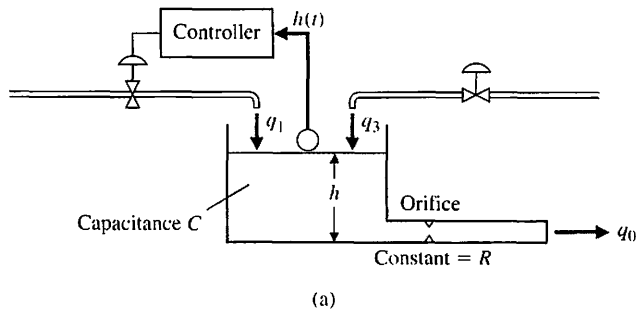 h(t)
Controller
q1
q3
h
Orifice
Capacitance C
q0
Constant = R
(a)